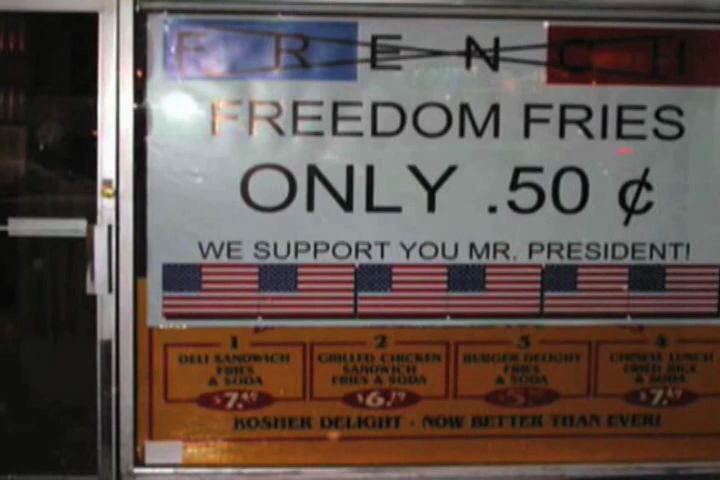 FRENCH
FREEDOM FRIES
ONLY .50 ¢
WE SUPPORT YOU MR. PRESIDENT!
1 2 3 4
DELI SANDWICH GRILLED CHICKEN BURGER DELIGHT CHINESE LUNCH
FRIES SANDWICH FRIES FRIED RICE
& SODA FRIES & SODA & SODA & SODA
$7. $6. $5. $7.
KOSHER DELIGHT - NOW BETTER THAN EVER!